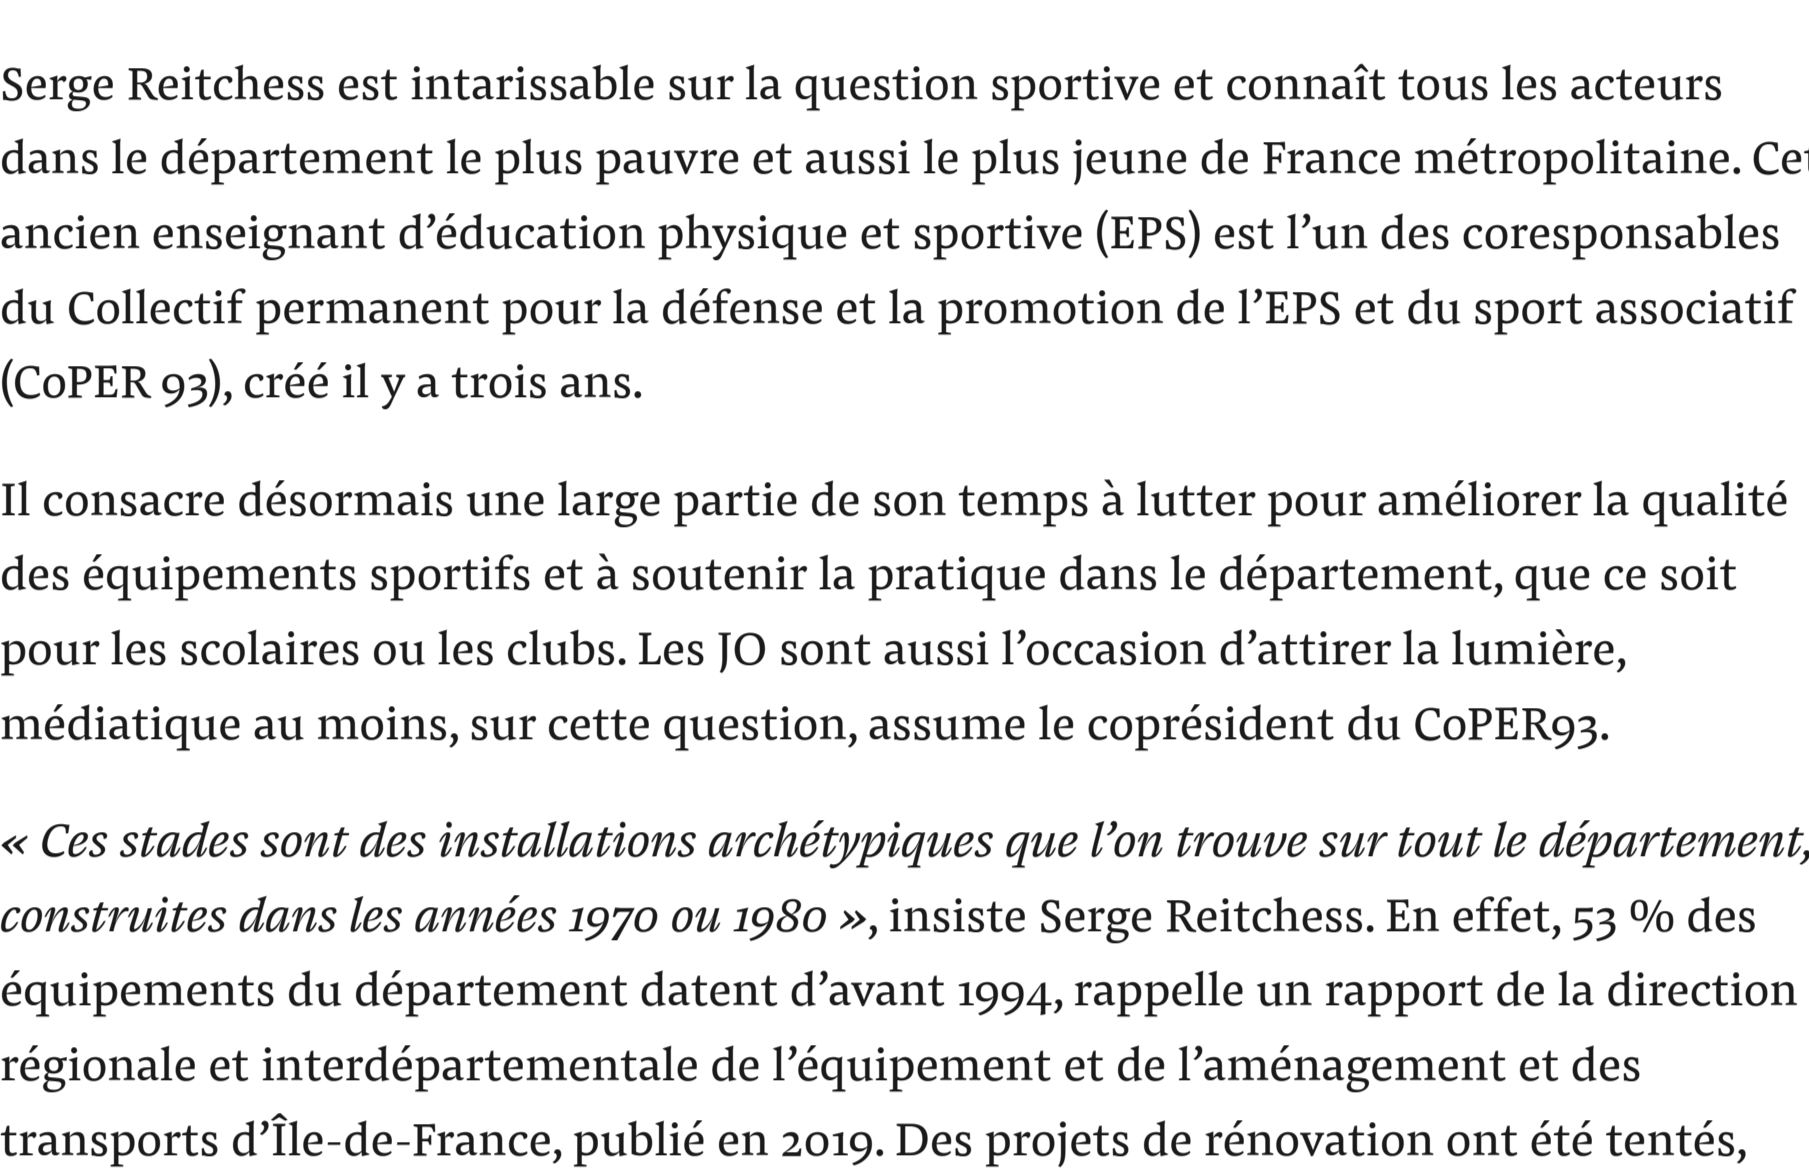 Serge Reitchess est intarissable sur la question sportive et connaît tous les acteurs
dans le département le plus pauvre et aussi le plus jeune de France métropolitaine. Cet
ancien enseignant d’éducation physique et sportive (EPS) est l’un des coresponsables
du Collectif permanent pour la défense et la promotion de l’EPS et du sport associatif
(CoPER 93), créé il y a trois ans.
Il consacre désormais une large partie de son temps à lutter pour améliorer la qualité
des équipements sportifs et à soutenir la pratique dans le département, que ce soit
pour les scolaires ou les clubs. Les JO sont aussi l’occasion d’attirer la lumière,
médiatique au moins, sur cette question, assume le coprésident du CoPER93.
« Ces stades sont des installations archétypiques que l’on trouve sur tout le département,
construites dans les années 1970 ou 1980 », insiste Serge Reitchess. En effet, 53 % des
équipements du département datent d’avant 1994, rappelle un rapport de la direction
régionale et interdépartementale de l’équipement et de l’aménagement et des
transports d’Île-de-France, publié en 2019. Des projets de rénovation ont été tentés,